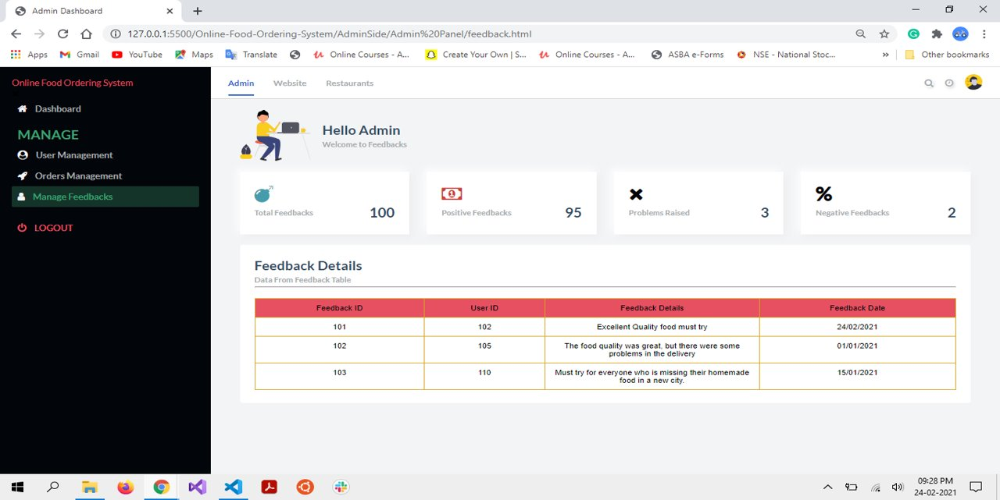 Admin Dashboard
127.0.0.1:5500/Online-Food-Ordering-System/AdminSide/Admin%20Panel/feedback.html
Apps Gmail YouTube Maps Translate Online Courses - A... Create Your Own | S... Online Courses - A... ASBA e-Forms NSE - National Stoc... » Other bookmarks
Online Food Ordering System
Dashboard
MANAGE
User Management
Orders Management
Manage Feedbacks
LOGOUT
Admin Website Restaurants
Hello Admin
Welcome to Feedbacks
Total Feedbacks 100
Positive Feedbacks 95
Problems Raised 3
%
Negative Feedbacks 2
Feedback Details
Data From Feedback Table
Feedback ID User ID Feedback Details Feedback Date
101 102 Excellent Quality food must try 24/02/2021
102 105 The food quality was great, but there were some 01/01/2021
problems in the delivery
103 110 Must try for everyone who is missing their homemade 15/01/2021
food in a new city.
09:28 PM
24-02-2021